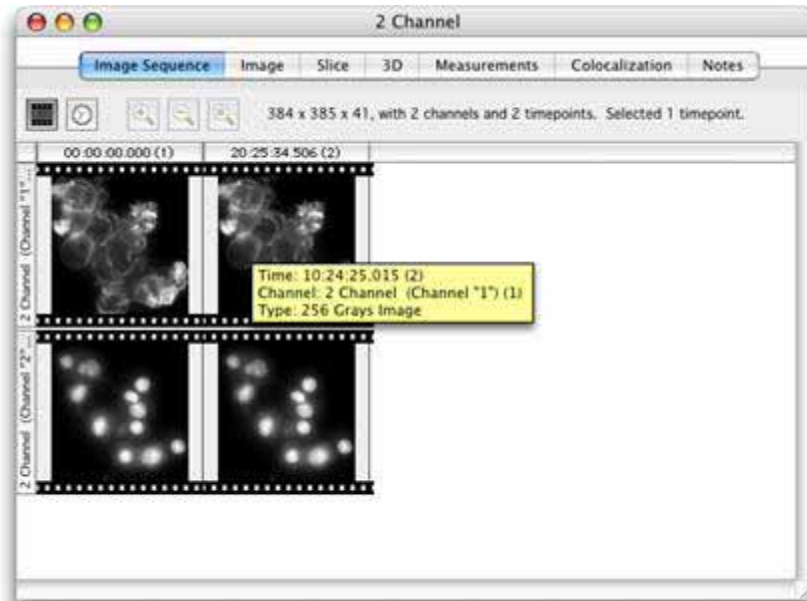 2 Channel
Image Sequence Image Slice 3D Measurements Colocalization Notes
384 x 385 x 41, with 2 channels and 2 timepoints. Selected 1 timepoint.
00:00:00.000 (1) 20:25:34.506 (2)
2 Channel (Channel "1"...
Time: 10:24:25.015 (2)
Channel: 2 Channel (Channel "1") (1)
Type: 256 Grays Image
2 Channel (Channel "2"...